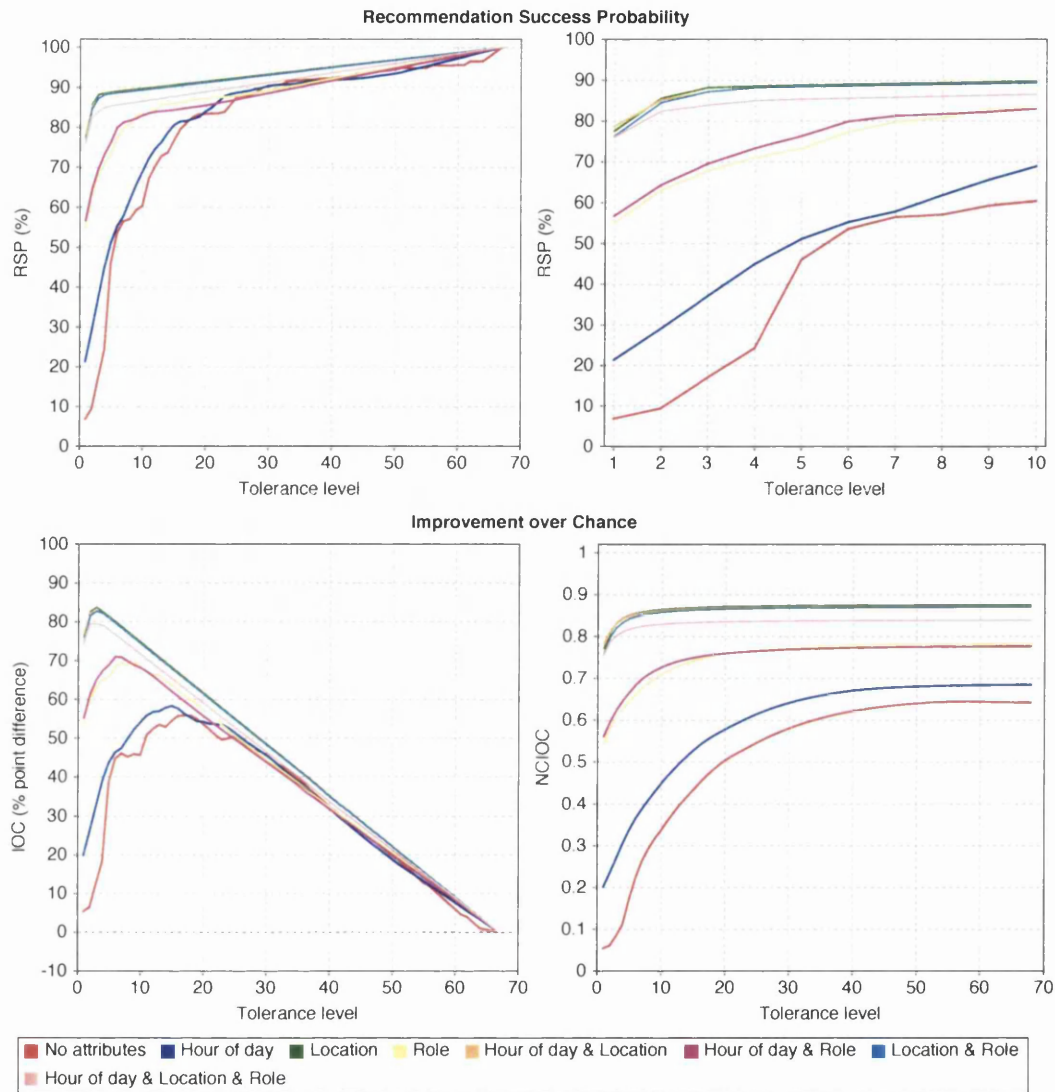 Recommendation Success Probability
100
90
80
70
60
50
40
30
20
10
0
RSP (%)
0 10 20 30 40 50 60 70
Tolerance level
100
90
80
70
60
50
40
30
20
10
0
RSP (%)
1 2 3 4 5 6 7 8 9 10
Tolerance level
Improvement over Chance
100
90
80
70
60
50
40
30
20
10
0
-10
IOC (% point difference)
0 10 20 30 40 50 60 70
Tolerance level
1
0.9
0.8
0.7
0.6
0.5
0.4
0.3
0.2
0.1
0
NCIOC
0 10 20 30 40 50 60 70
Tolerance level
No attributes Hour of day Location Role Hour of day & Location Hour of day & Role Location & Role
Hour of day & Location & Role